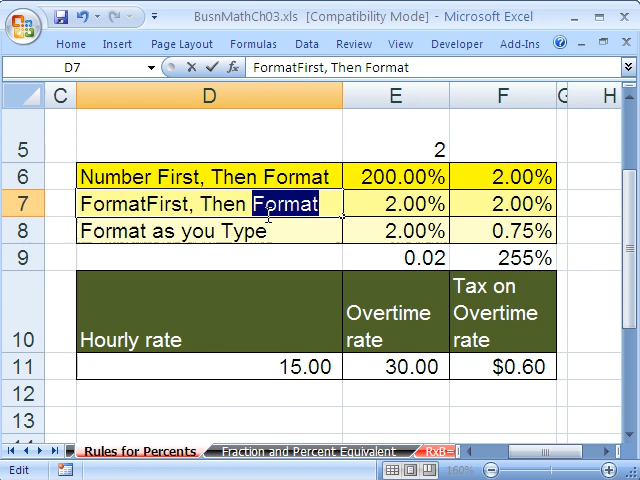 BusnMathCh03.xls [Compatibility Mode] - Microsoft Excel
Home Insert Page Layout Formulas Data Review View Developer Add-Ins
D7 fx FormatFirst, Then Format
C D E F G H
5 2
6 Number First, Then Format 200.00% 2.00%
7 FormatFirst, Then Format 2.00% 2.00%
8 Format as you Type 2.00% 0.75%
9 0.02 255%
10 Hourly rate Overtime rate Tax on Overtime rate
11 15.00 30.00 $0.60
12
13
Rules for Percents Fraction and Percent Equivalent RxB=
Edit 160%